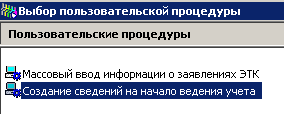 Выбор пользовательской процедуры
Пользовательские процедуры
Массовый ввод информации о заявлениях ЭТК
Создание сведений на начало ведения учета